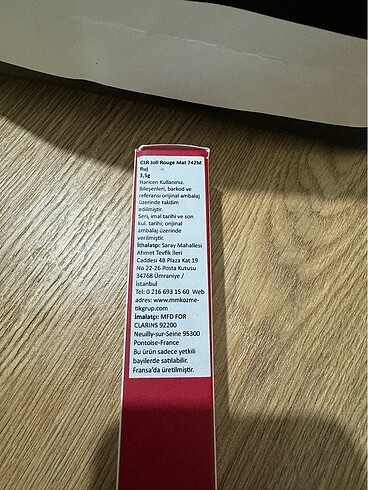 CLR Joli Rouge Mat 742M
Ruj
3,5g
Haricen Kullanınız.
Bileşenleri, barkod ve
referansı orijinal ambalaj
üzerinde takdim
edilmiştir.
Seri, imal tarihi ve son
kul. tarihi; orijinal
ambalaj üzerinde
verilmiştir.
İthalatçı: Saray Mahallesi
Ahmet Tevfik İleri
Caddesi 4B Plaza Kat 19
No 22-26 Posta Kutusu
34768 Ümraniye /
İstanbul
Tel: 0 216 693 15 60 Web
adres: www.mmkozme-
tikgrup.com
İmalatçı: MFD FOR
CLARINS 92200
Neuilly-sur-Seine 95300
Pontoise-France
Bu ürün sadece yetkili
bayilerde satılabilir.
Fransa'da üretilmiştir.